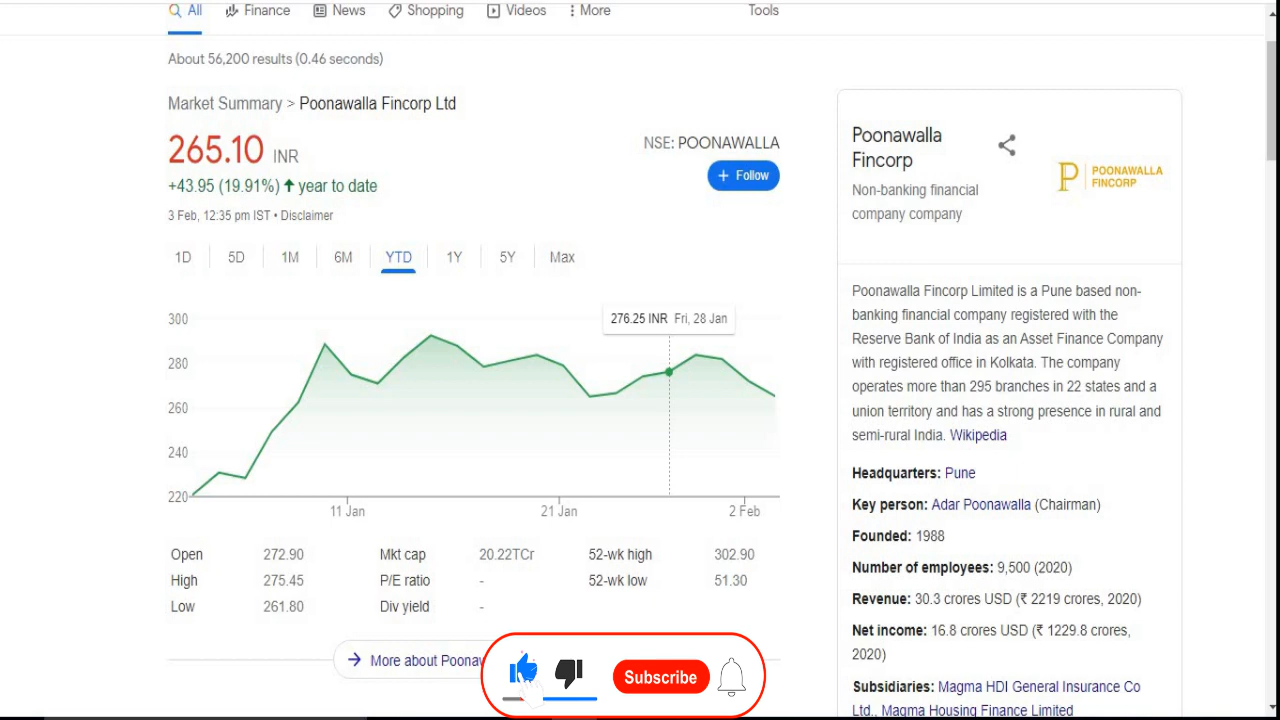 All Finance News Shopping Videos More Tools
About 56,200 results (0.46 seconds)
Market Summary > Poonawalla Fincorp Ltd
265.10 INR
NSE: POONAWALLA
+ Follow
+43.95 (19.91%) year to date
3 Feb, 12:35 pm IST • Disclaimer
1D 5D 1M 6M YTD 1Y 5Y Max
276.25 INR Fri, 28 Jan
300
280
260
240
220
11 Jan 21 Jan 2 Feb
Open 272.90 Mkt cap 20.22TCr 52-wk high 302.90
High 275.45 P/E ratio - 52-wk low 51.30
Low 261.80 Div yield -
More about Poonaw
Subscribe
Poonawalla
Fincorp
Non-banking financial
company company
POONAWALLA
FINCORP
Poonawalla Fincorp Limited is a Pune based non-
banking financial company registered with the
Reserve Bank of India as an Asset Finance Company
with registered office in Kolkata. The company
operates more than 295 branches in 22 states and a
union territory and has a strong presence in rural and
semi-rural India. Wikipedia
Headquarters: Pune
Key person: Adar Poonawalla (Chairman)
Founded: 1988
Number of employees: 9,500 (2020)
Revenue: 30.3 crores USD (₹ 2219 crores, 2020)
Net income: 16.8 crores USD (₹ 1229.8 crores,
2020)
Subsidiaries: Magma HDI General Insurance Co
Ltd., Magma Housing Finance Limited